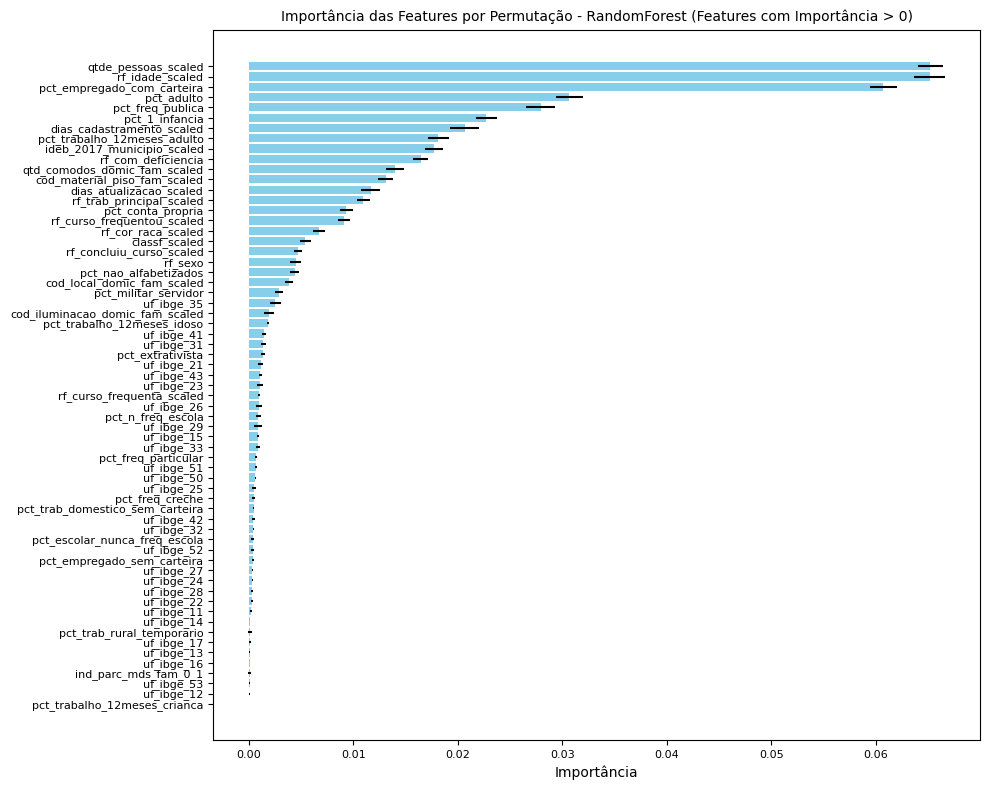 Importância das Features por Permutação - RandomForest (Features com Importância > 0)
qtde_pessoas_scaled
rf_idade_scaled
pct_empregado_com_carteira
pct_adulto
pct_freq_publica
pct_1_infancia
dias_cadastramento_scaled
pct_trabalho_12meses_adulto
ideb_2017_municipio_scaled
rf_com_deficiencia
qtd_comodos_domic_fam_scaled
cod_material_piso_fam_scaled
dias_atualizacao_scaled
rf_trab_principal_scaled
pct_conta_propria
rf_curso_frequentou_scaled
rf_cor_raca_scaled
classf_scaled
rf_concluiu_curso_scaled
rf_sexo
pct_nao_alfabetizados
cod_local_domic_fam_scaled
pct_militar_servidor
uf_ibge_35
cod_iluminacao_domic_fam_scaled
pct_trabalho_12meses_idoso
uf_ibge_41
uf_ibge_31
pct_extrativista
uf_ibge_21
uf_ibge_43
uf_ibge_23
rf_curso_frequenta_scaled
uf_ibge_26
pct_n_freq_escola
uf_ibge_29
uf_ibge_15
uf_ibge_33
pct_freq_particular
uf_ibge_51
uf_ibge_50
uf_ibge_25
pct_freq_creche
pct_trab_domestico_sem_carteira
uf_ibge_42
uf_ibge_32
pct_escolar_nunca_freq_escola
uf_ibge_52
pct_empregado_sem_carteira
uf_ibge_27
uf_ibge_24
uf_ibge_28
uf_ibge_22
uf_ibge_11
uf_ibge_14
pct_trab_rural_temporario
uf_ibge_17
uf_ibge_13
uf_ibge_16
ind_parc_mds_fam_0_1
uf_ibge_53
uf_ibge_12
pct_trabalho_12meses_crianca
0.00 0.01 0.02 0.03 0.04 0.05 0.06
Importância